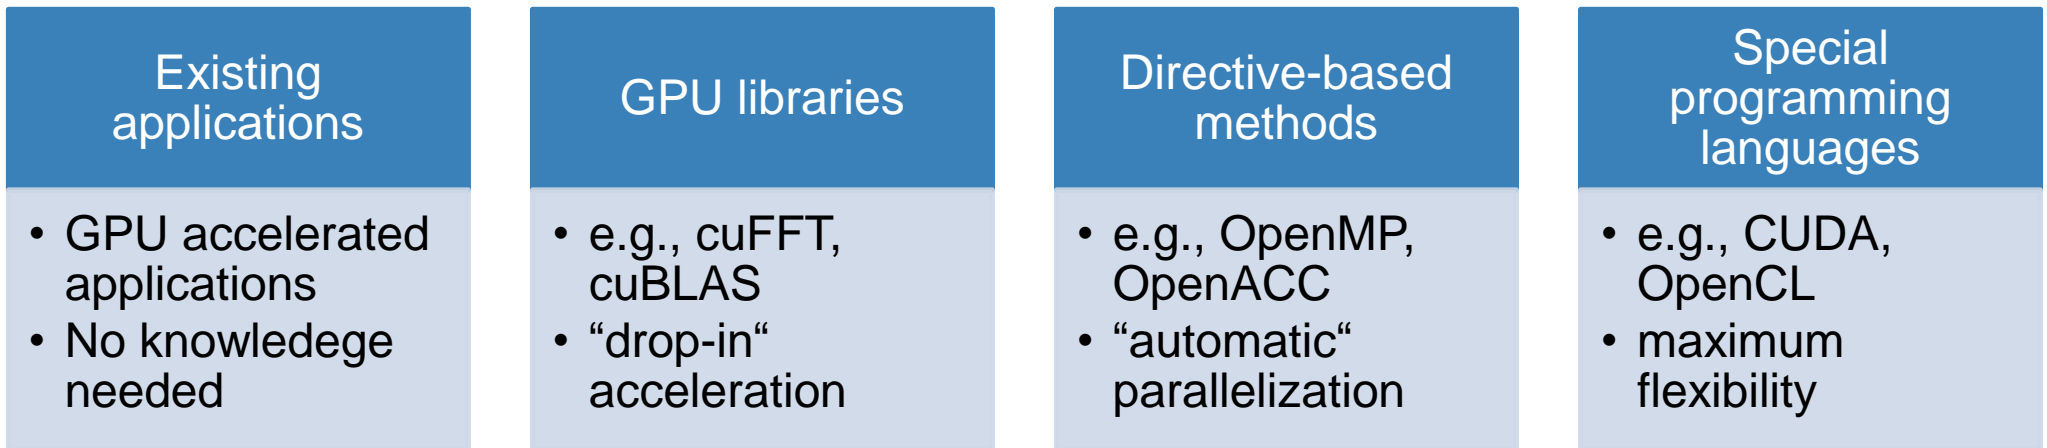 Existing
applications
• GPU accelerated
applications
• No knowledege
needed
GPU libraries
• e.g., cuFFT,
cuBLAS
• “drop-in“
acceleration
Directive-based
methods
• e.g., OpenMP,
OpenACC
• “automatic“
parallelization
Special
programming
languages
• e.g., CUDA,
OpenCL
• maximum
flexibility